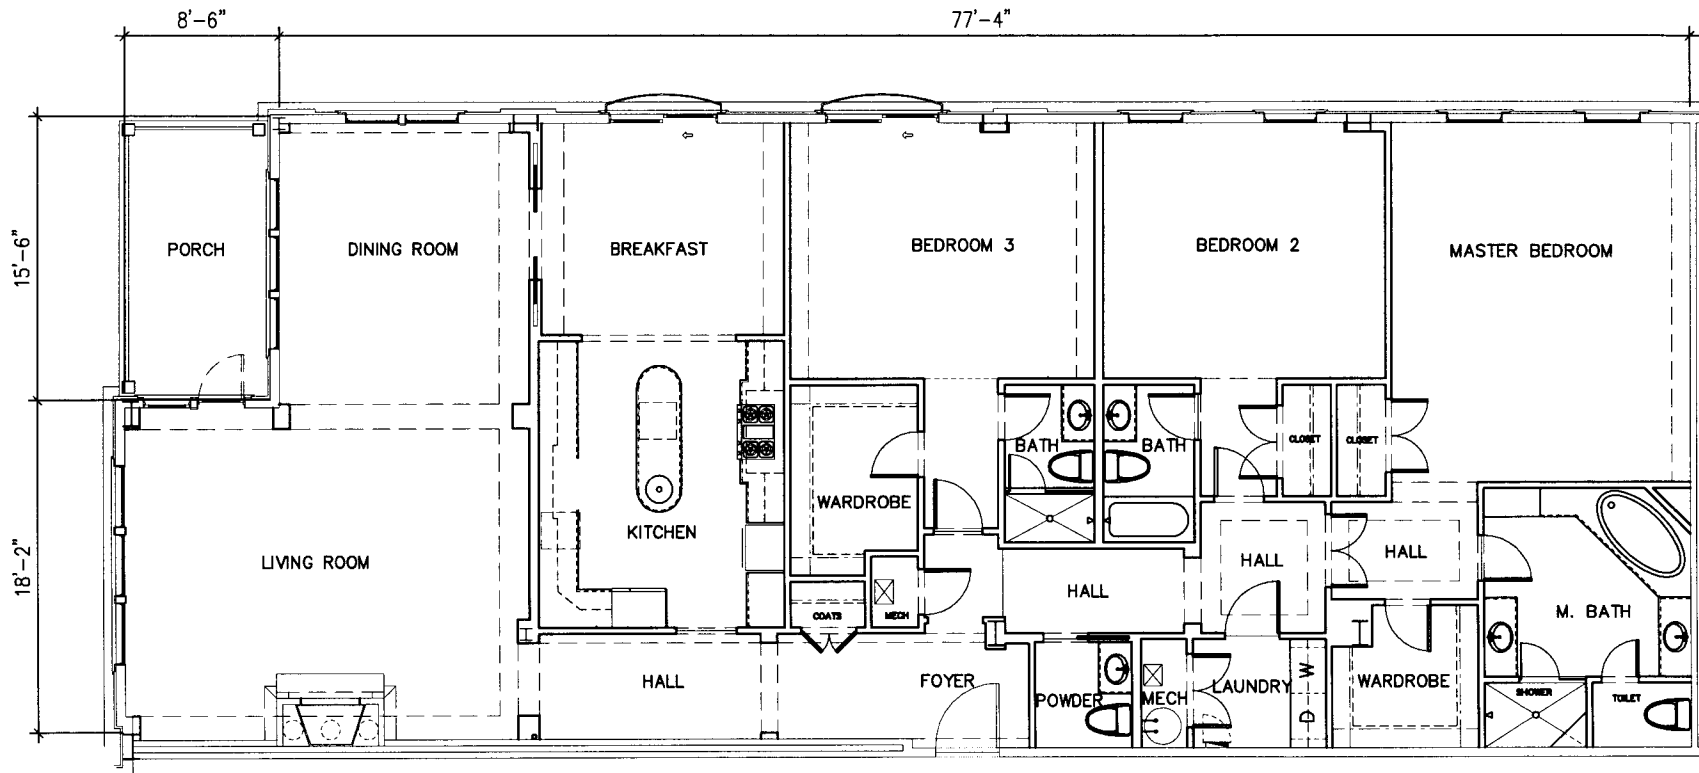 8'-6"
77'-4"
15'-6"
18'-2"
PORCH
DINING ROOM
BREAKFAST
BEDROOM 3
BEDROOM 2
MASTER BEDROOM
BATH
BATH
CLOSET
CLOSET
WARDROBE
KITCHEN
LIVING ROOM
HALL
HALL
HALL
COATS
MECH
M. BATH
HALL
FOYER
POWDER
MECH
LAUNDRY
W
D
WARDROBE
SHOWER
TOILET